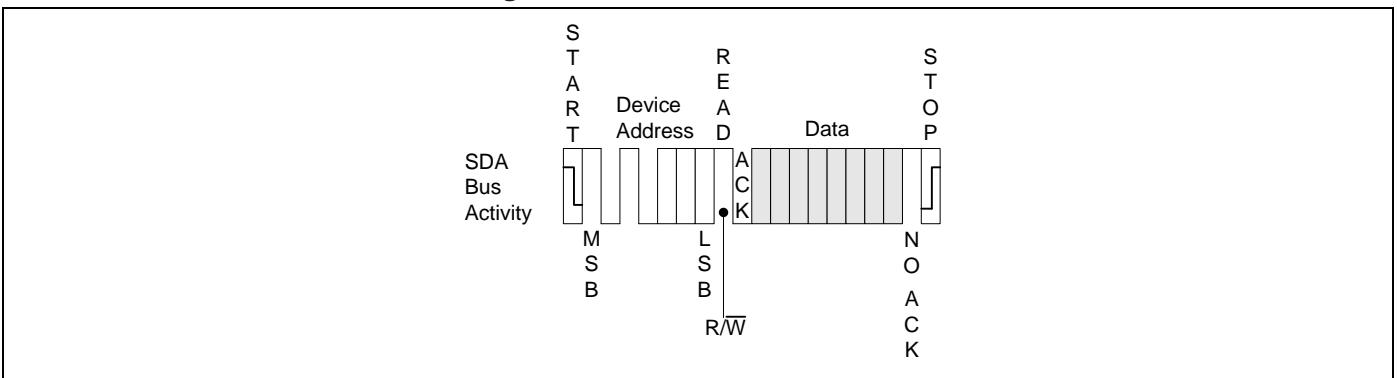 START
READ
STOP
Device
Address
Data
SDA
Bus
Activity
ACK
MSB
LSB
NO ACK
R/W̅